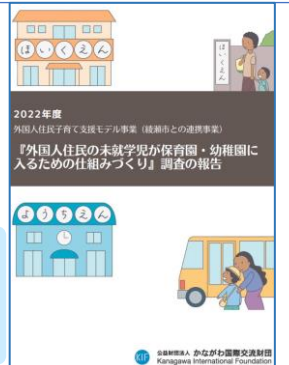 ほいくえん
ほいくえん
2022年度
外国人住民子育て支援モデル事業（綾瀬市との連携事業）
『外国人住民の未就学児が保育園・幼稚園に
入るための仕組みづくり』調査の報告
ようちえん
KIF
公益財団法人 かながわ国際交流財団
Kanagawa International Foundation